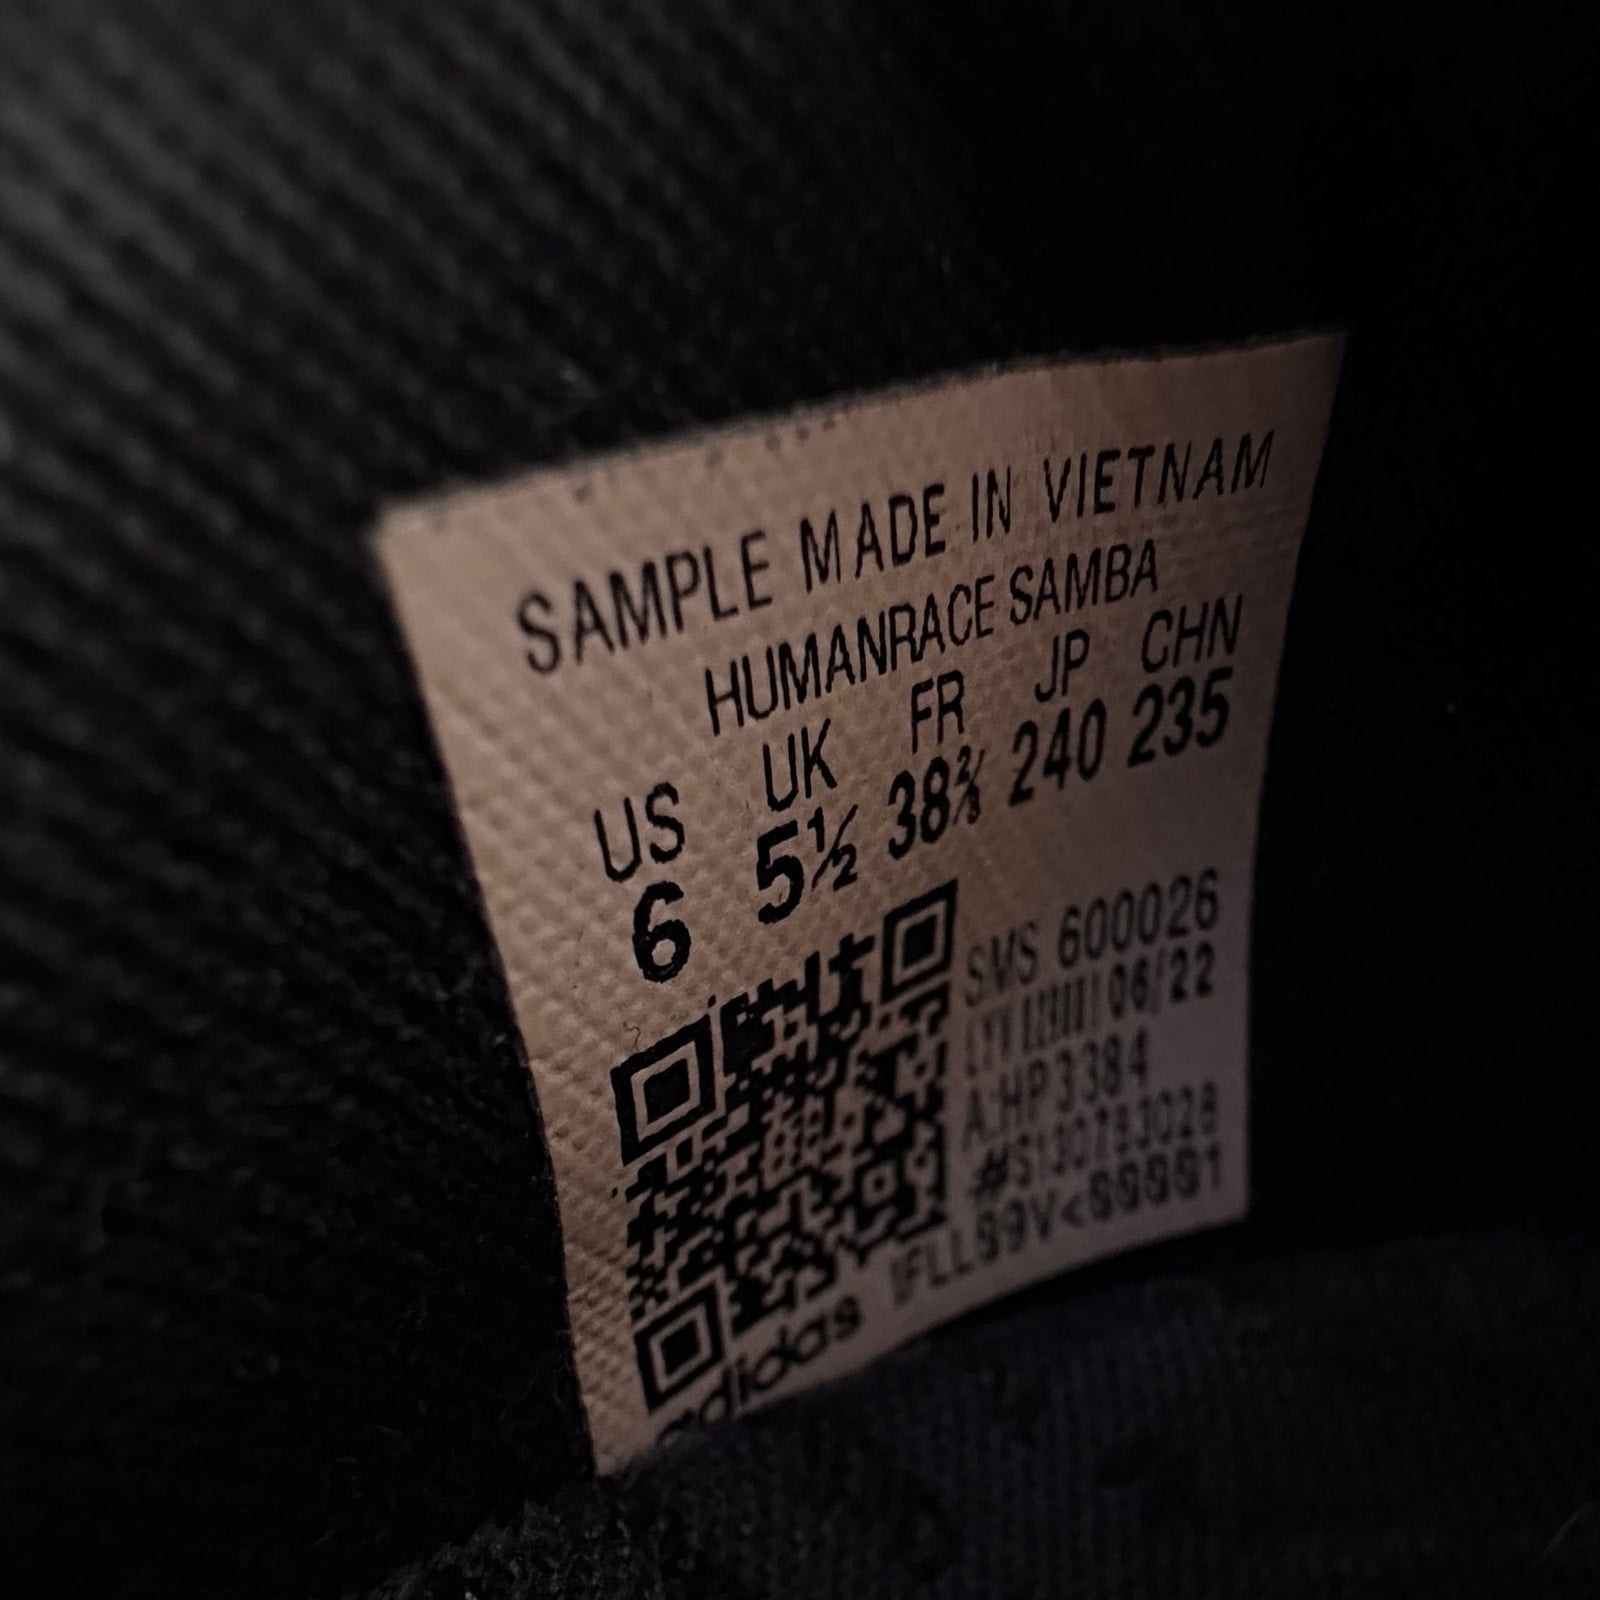 SAMPLE MADE IN VIETNAM
HUMANRACE SAMBA
US UK FR JP CHN
6 5½ 38⅔ 240 235
SMS 600026
06/22
A:HP3384
adidas